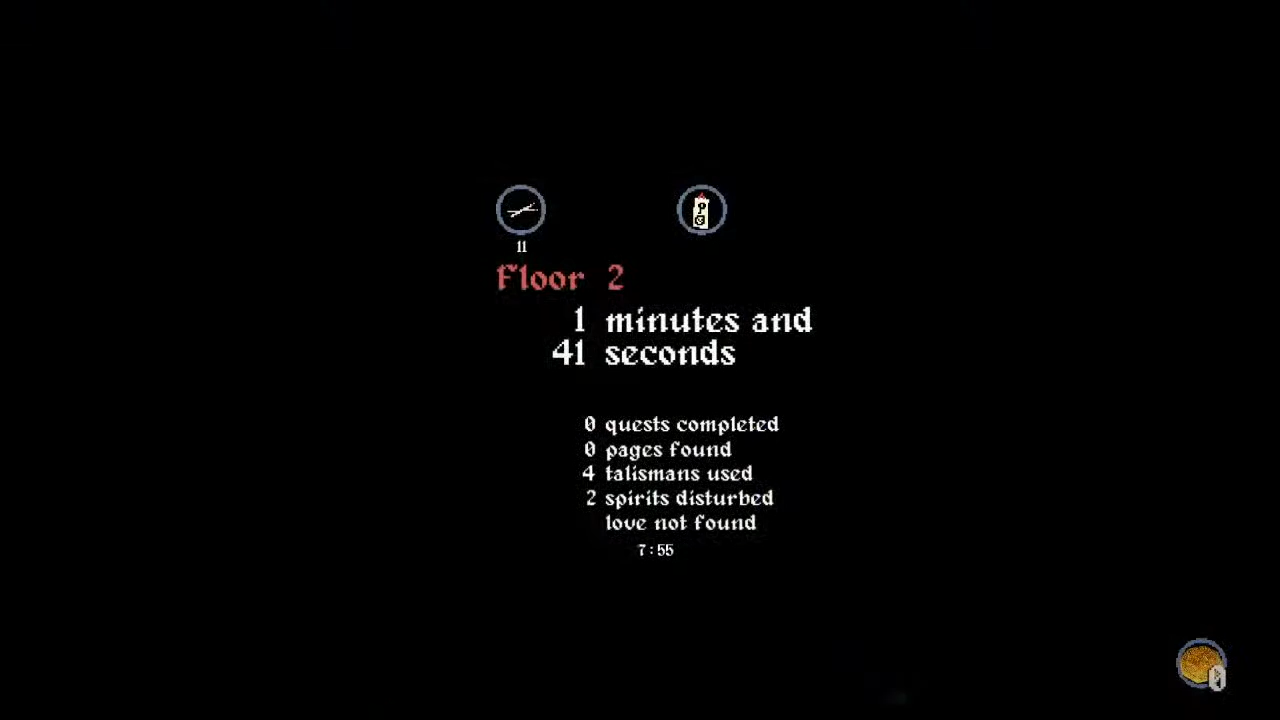 11
Floor 2
1 minutes and
41 seconds
0 quests completed
0 pages found
4 talismans used
2 spirits disturbed
love not found
7:55
0